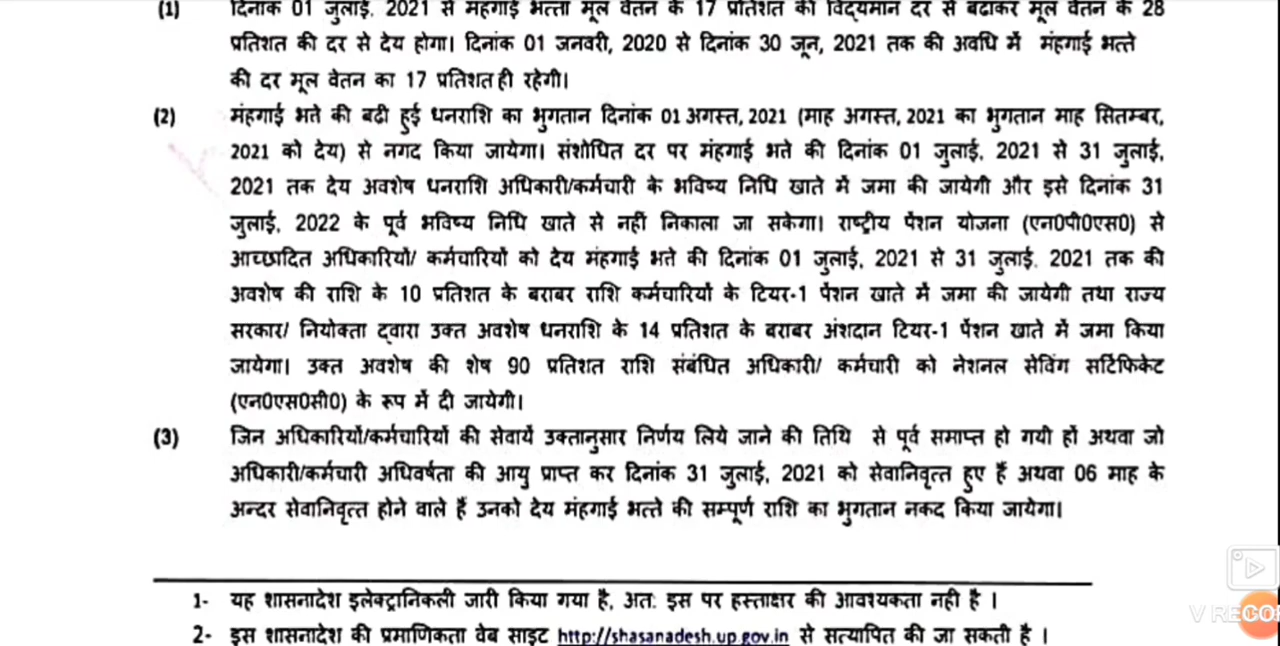 (1) दिनांक 01 जुलाई, 2021 से मंहगाई भत्ता मूल वेतन के 17 प्रतिशत की विद्यमान दर से बढाकर मूल वेतन के 28
प्रतिशत की दर से देय होगा। दिनांक 01 जनवरी, 2020 से दिनांक 30 जून, 2021 तक की अवधि में मंहगाई भत्ते
की दर मूल वेतन का 17 प्रतिशत ही रहेगी।
(2) मंहगाई भत्ते की बढी हुई धनराशि का भुगतान दिनांक 01 अगस्त, 2021 (माह अगस्त, 2021 का भुगतान माह सितम्बर,
2021 को देय) से नगद किया जायेगा। संशोधित दर पर मंहगाई भत्ते की दिनांक 01 जुलाई, 2021 से 31 जुलाई,
2021 तक देय अवशेष धनराशि अधिकारी/कर्मचारी के भविष्य निधि खाते में जमा की जायेगी और इसे दिनांक 31
जुलाई, 2022 के पूर्व भविष्य निधि खाते से नहीं निकाला जा सकेगा। राष्ट्रीय पेंशन योजना (एन0पी0एस0) से
आच्छादित अधिकारियों/ कर्मचारियों को देय मंहगाई भत्ते की दिनांक 01 जुलाई, 2021 से 31 जुलाई, 2021 तक की
अवशेष की राशि के 10 प्रतिशत के बराबर राशि कर्मचारियों के टियर-1 पेंशन खाते में जमा की जायेगी तथा राज्य
सरकार/ नियोक्ता द्वारा उक्त अवशेष धनराशि के 14 प्रतिशत के बराबर अंशदान टियर-1 पेंशन खाते में जमा किया
जायेगा। उक्त अवशेष की शेष 90 प्रतिशत राशि संबंधित अधिकारी/ कर्मचारी को नेशनल सेविंग सर्टिफिकेट
(एन0एस0सी0) के रूप में दी जायेगी।
(3) जिन अधिकारियों/कर्मचारियों की सेवायें उक्तानुसार निर्णय लिये जाने की तिथि से पूर्व समाप्त हो गयी हों अथवा जो
अधिकारी/कर्मचारी अधिवर्षता की आयु प्राप्त कर दिनांक 31 जुलाई, 2021 को सेवानिवृत्त हुए हैं अथवा 06 माह के
अन्दर सेवानिवृत्त होने वाले हैं उनको देय मंहगाई भत्ते की सम्पूर्ण राशि का भुगतान नकद किया जायेगा।
1- यह शासनादेश इलेक्ट्रानिकली जारी किया गया है, अत: इस पर हस्ताक्षर की आवश्यकता नही है ।
2- इस शासनादेश की प्रमाणिकता वेब साइट http://shasanadesh.up.gov.in से सत्यापित की जा सकती है ।
V RECO